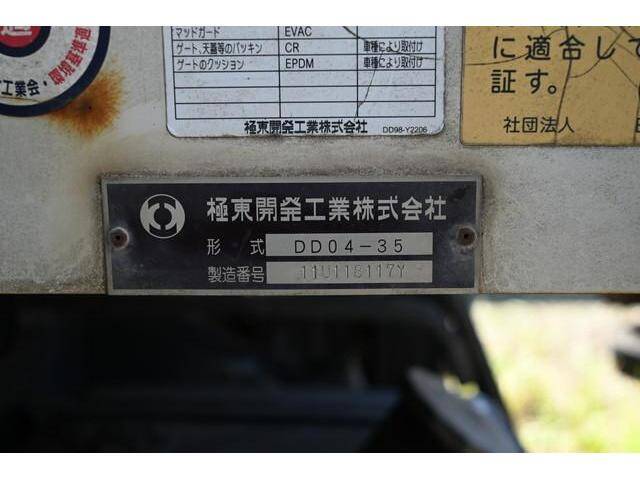 マッドガード EVAC
ゲート、天蓋等のパッキン CR 車種により取付け
ゲートのクッション EPDM 車種により取付け
極東開発工業株式会社 DD98-Y2206
に適合して
証す。
社団法人
極東開発工業株式会社
形式 DD04-35
製造番号 11U118117Y